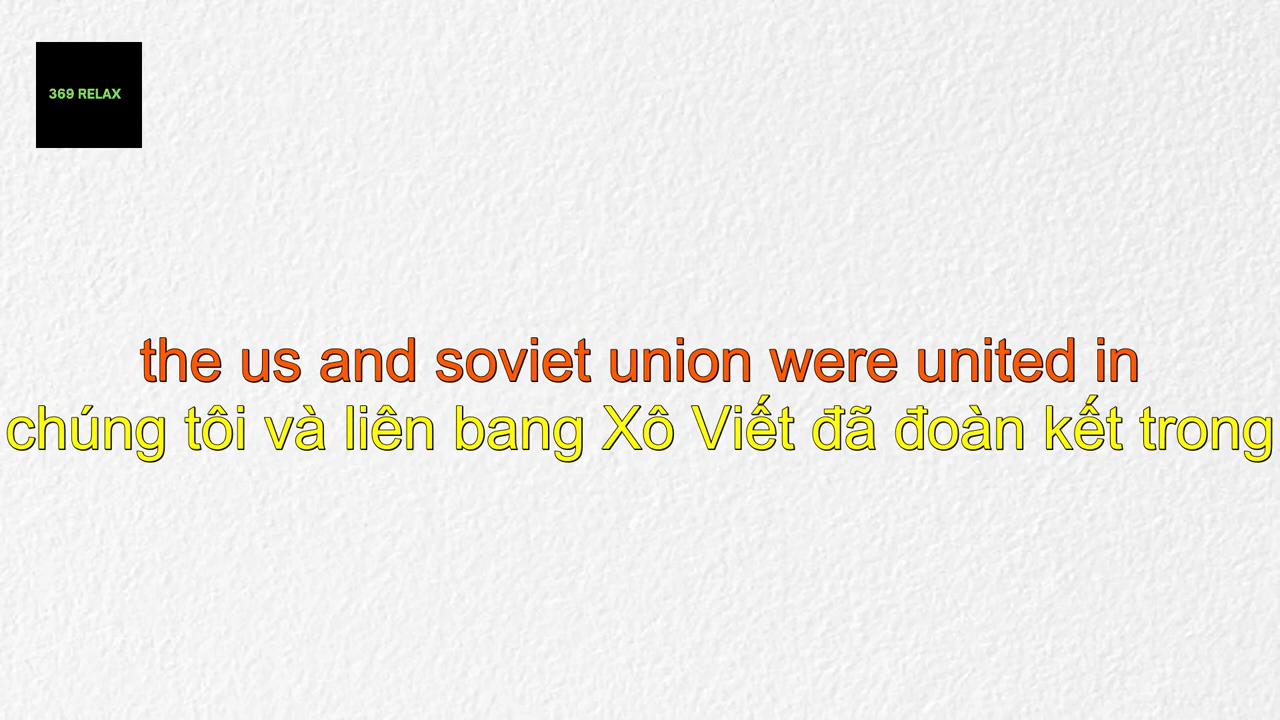 369 RELAX
the us and soviet union were united in
chúng tôi và liên bang Xô Viết đã đoàn kết trong